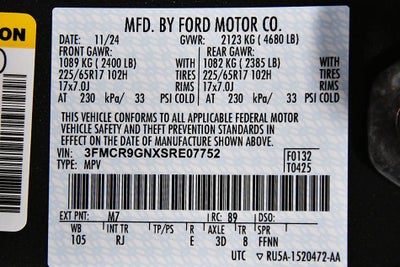 ON
MFD. BY FORD MOTOR CO.
DATE: 11/24 GVWR: 2123 KG ( 4680 LB)
FRONT GAWR: REAR GAWR:
1089 KG ( 2400 LB) WITH 1082 KG ( 2385 LB) WITH
225/65R17 102H TIRES 225/65R17 102H TIRES
17x7.0J RIMS 17x7.0J RIMS
AT 230 kPa/ 33 PSI COLD AT 230 kPa/ 33 PSI COLD
THIS VEHICLE CONFORMS TO ALL APPLICABLE FEDERAL MOTOR
VEHICLE SAFETY AND THEFT PREVENTION STANDARDS IN
EFFECT ON THE DATE OF MANUFACTURE SHOWN ABOVE.
VIN: 3FMCR9GNXSRE07752 F0132
TYPE: MPV T0425
EXT PNT: M7 RC: 89 DSO:
WB INT TR TP/PS R AXLE TR SPR
105 RJ E 3D 8 FFNN
UTC ▽ RU5A-1520472-AA